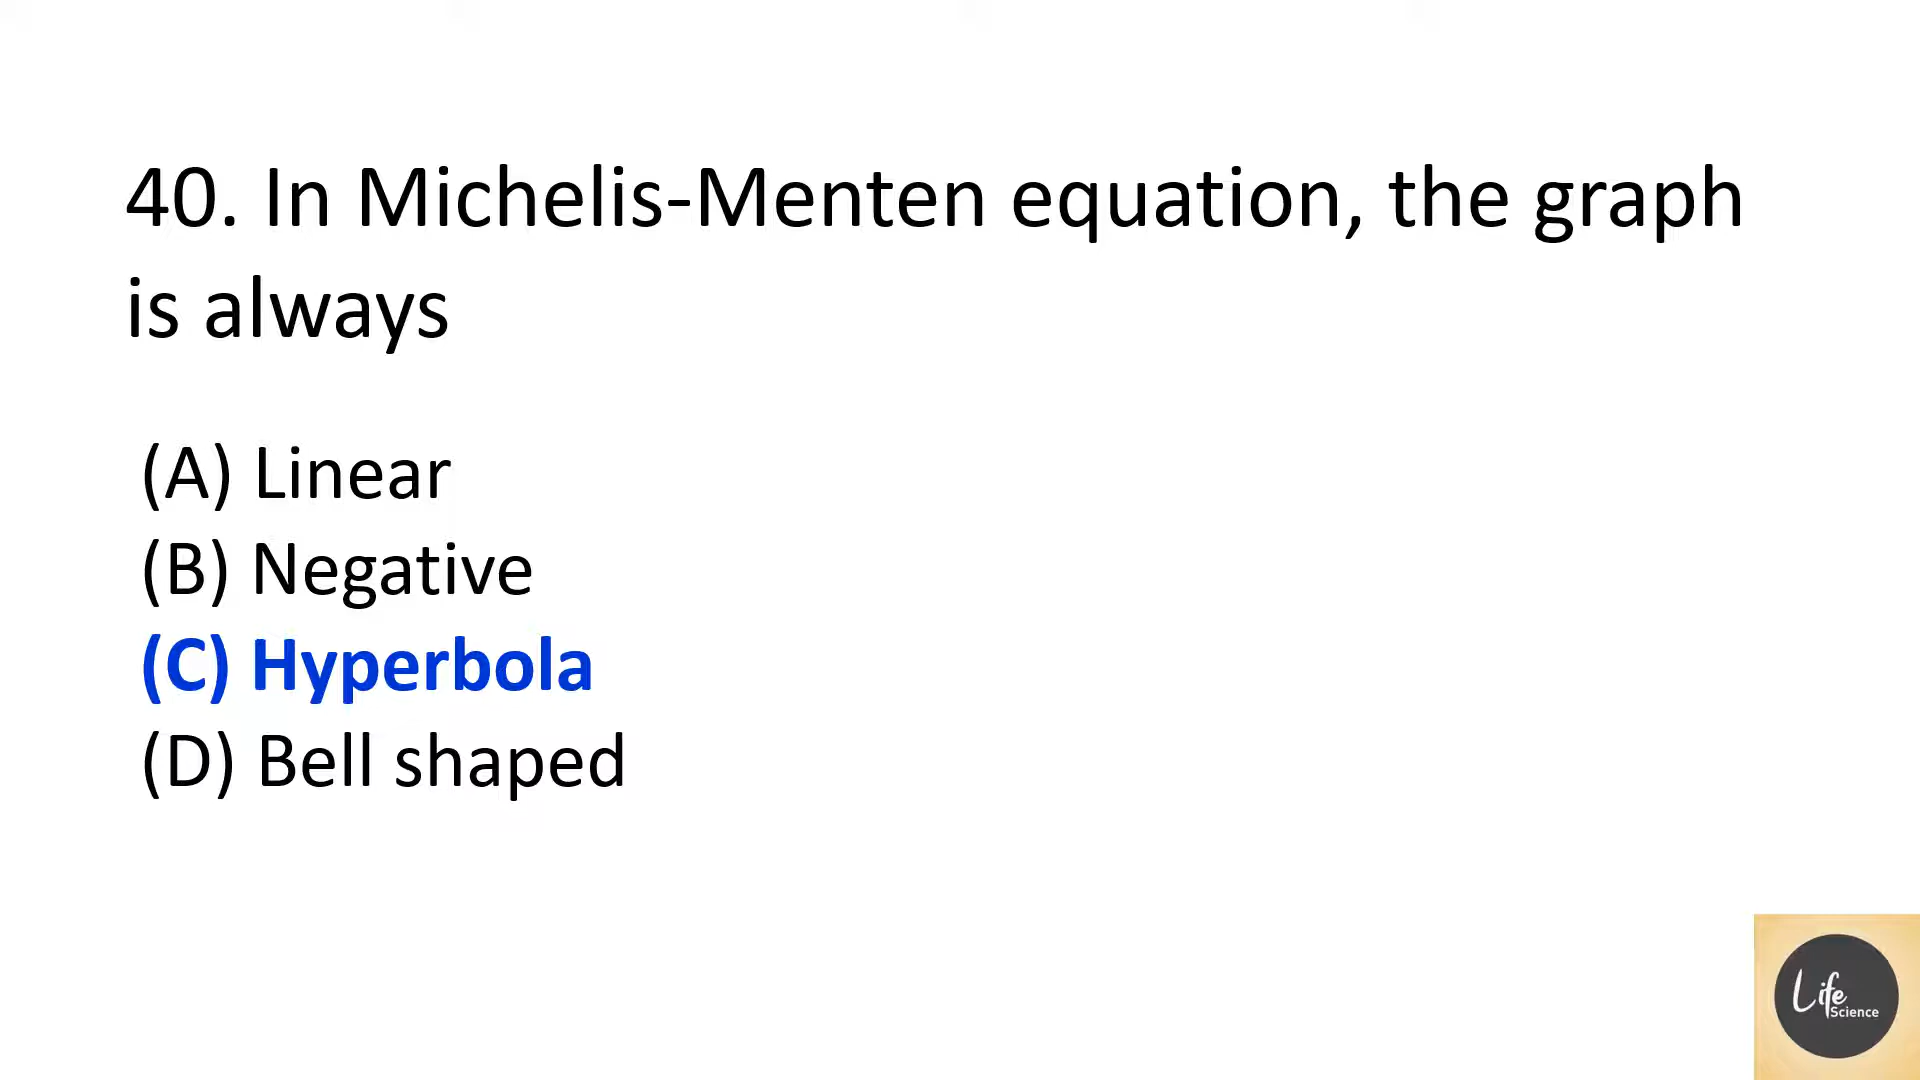 40. In Michelis-Menten equation, the graph
is always
(A) Linear
(B) Negative
(C) Hyperbola
(D) Bell shaped
Life
Science